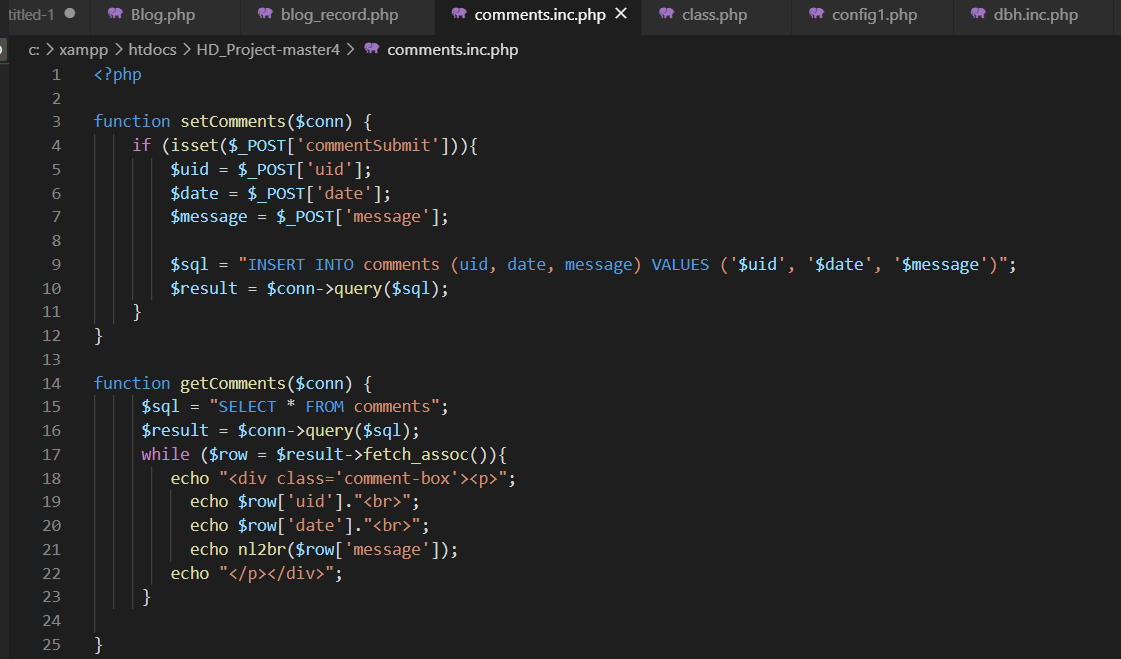 titled-1 Blog.php blog_record.php comments.inc.php class.php config1.php dbh.inc.php
c: > xampp > htdocs > HD_Project-master4 > comments.inc.php
1 <?php
2
3 function setComments($conn) {
4 if (isset($_POST['commentSubmit'])){
5 $uid = $_POST['uid'];
6 $date = $_POST['date'];
7 $message = $_POST['message'];
8
9 $sql = "INSERT INTO comments (uid, date, message) VALUES ('$uid', '$date', '$message')";
10 $result = $conn->query($sql);
11 }
12 }
13
14 function getComments($conn) {
15 $sql = "SELECT * FROM comments";
16 $result = $conn->query($sql);
17 while ($row = $result->fetch_assoc()){
18 echo "<div class='comment-box'><p>";
19 echo $row['uid']."<br>";
20 echo $row['date']."<br>";
21 echo nl2br($row['message']);
22 echo "</p></div>";
23 }
24
25 }